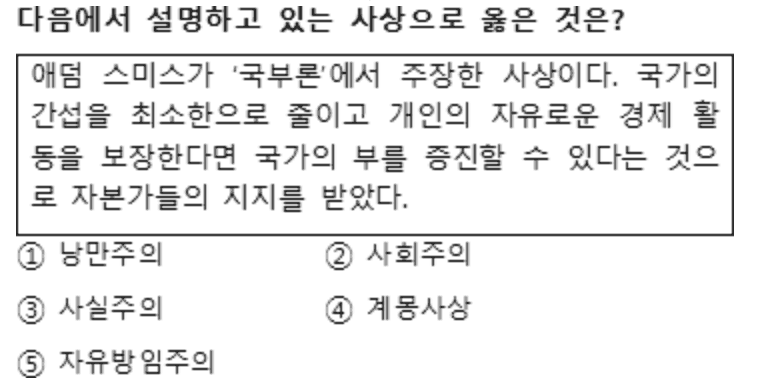 다음에서 설명하고 있는 사상으로 옳은 것은?
애덤 스미스가 '국부론'에서 주장한 사상이다. 국가의
간섭을 최소한으로 줄이고 개인의 자유로운 경제 활
동을 보장한다면 국가의 부를 증진할 수 있다는 것으
로 자본가들의 지지를 받았다.
① 낭만주의 ② 사회주의
③ 사실주의 ④ 계몽사상
⑤ 자유방임주의